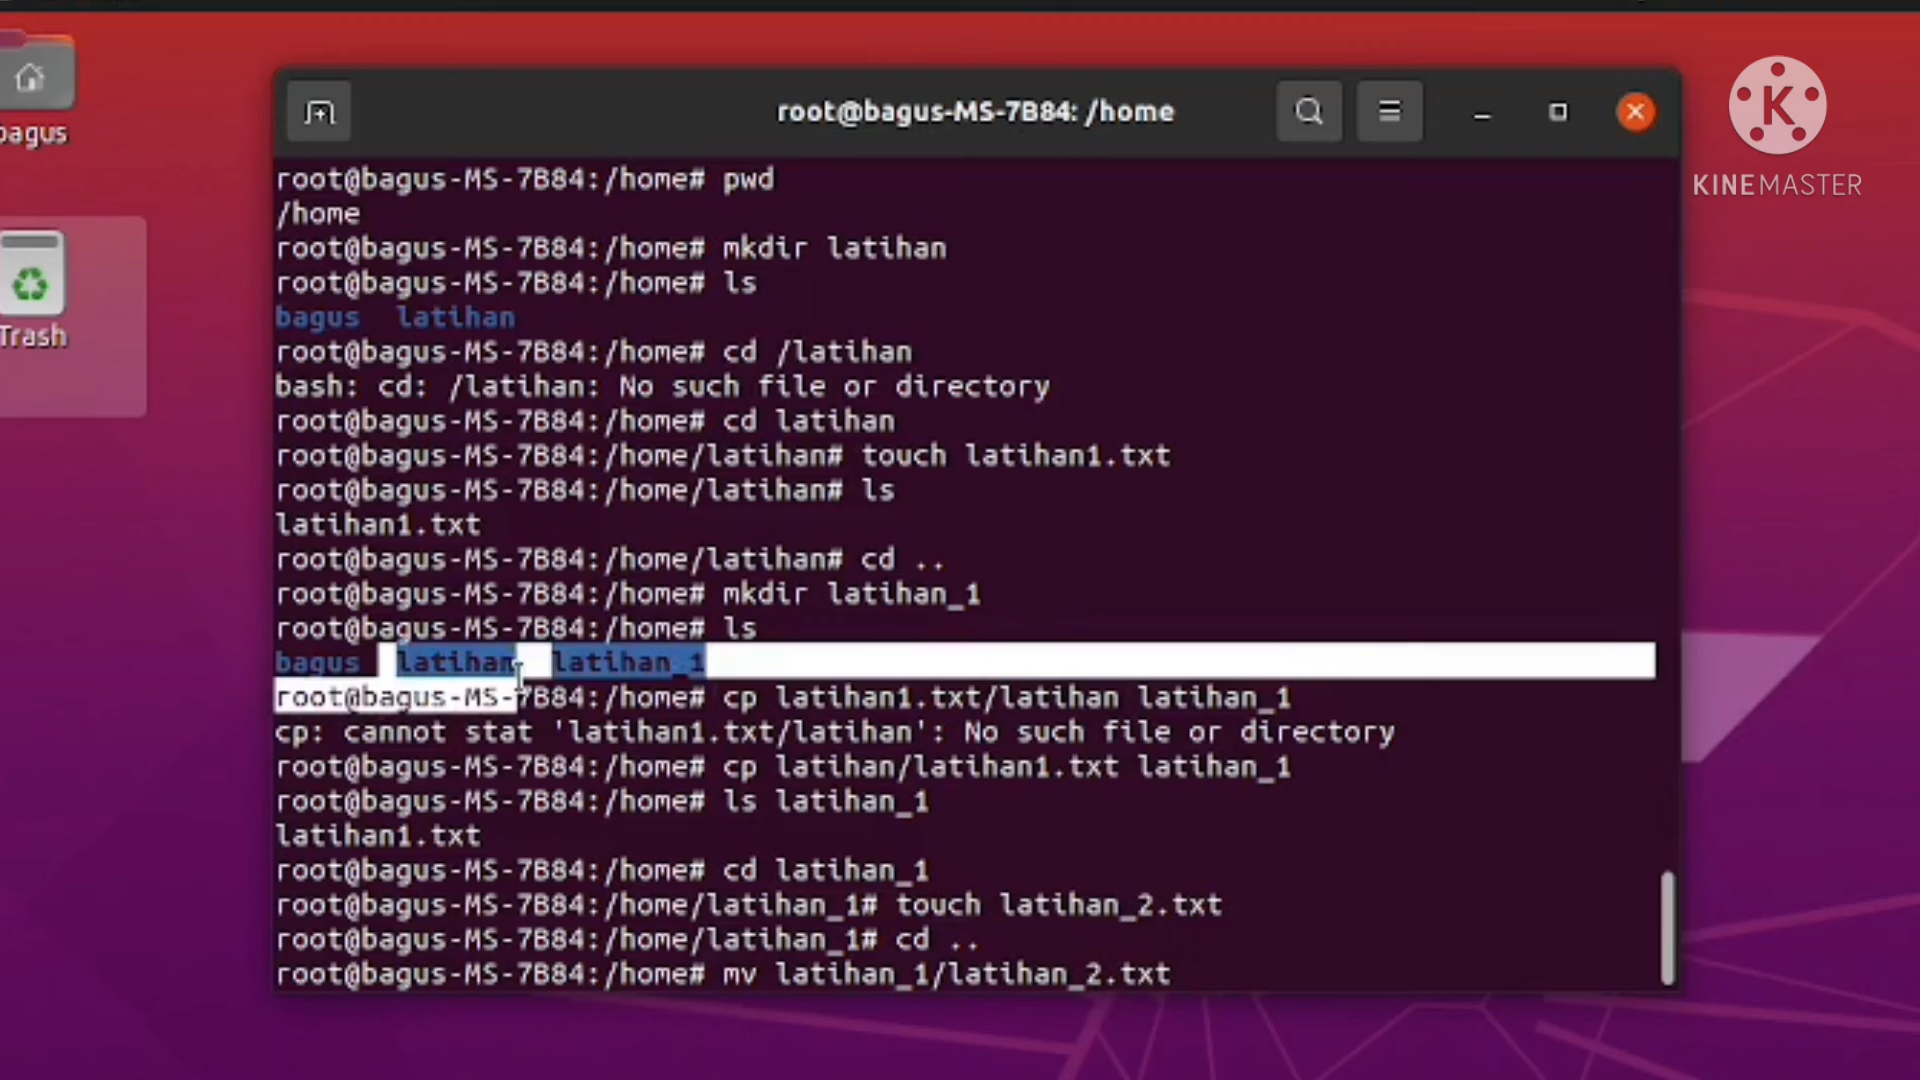 bagus
Trash
root@bagus-MS-7B84: /home
KINEMASTER
root@bagus-MS-7B84:/home# pwd
/home
root@bagus-MS-7B84:/home# mkdir latihan
root@bagus-MS-7B84:/home# ls
bagus  latihan
root@bagus-MS-7B84:/home# cd /latihan
bash: cd: /latihan: No such file or directory
root@bagus-MS-7B84:/home# cd latihan
root@bagus-MS-7B84:/home/latihan# touch latihan1.txt
root@bagus-MS-7B84:/home/latihan# ls
latihan1.txt
root@bagus-MS-7B84:/home/latihan# cd ..
root@bagus-MS-7B84:/home# mkdir latihan_1
root@bagus-MS-7B84:/home# ls
bagus  latihan  latihan_1
root@bagus-MS-7B84:/home# cp latihan1.txt/latihan latihan_1
cp: cannot stat 'latihan1.txt/latihan': No such file or directory
root@bagus-MS-7B84:/home# cp latihan/latihan1.txt latihan_1
root@bagus-MS-7B84:/home# ls latihan_1
latihan1.txt
root@bagus-MS-7B84:/home# cd latihan_1
root@bagus-MS-7B84:/home/latihan_1# touch latihan_2.txt
root@bagus-MS-7B84:/home/latihan_1# cd ..
root@bagus-MS-7B84:/home# mv latihan_1/latihan_2.txt